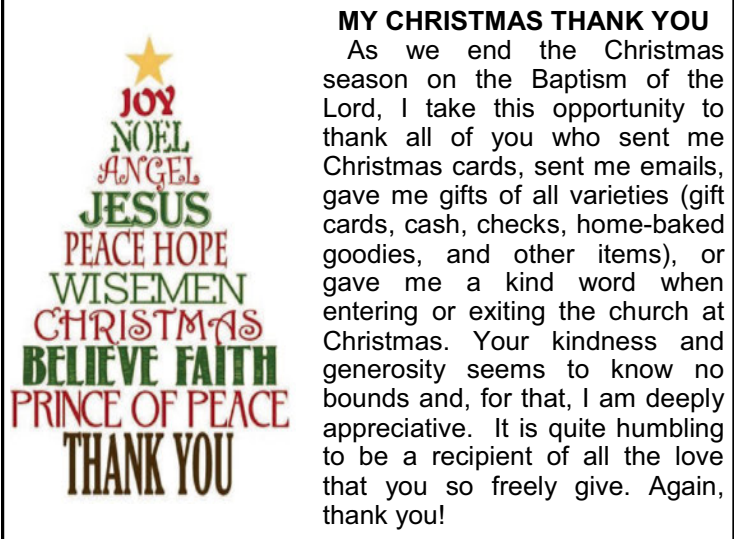 JOY
NOEL
ANGEL
JESUS
PEACE HOPE
WISEMEN
CHRISTMAS
BELIEVE FAITH
PRINCE OF PEACE
THANK YOU
MY CHRISTMAS THANK YOU
As we end the Christmas
season on the Baptism of the
Lord, I take this opportunity to
thank all of you who sent me
Christmas cards, sent me emails,
gave me gifts of all varieties (gift
cards, cash, checks, home-baked
goodies, and other items), or
gave me a kind word when
entering or exiting the church at
Christmas. Your kindness and
generosity seems to know no
bounds and, for that, I am deeply
appreciative. It is quite humbling
to be a recipient of all the love
that you so freely give. Again,
thank you!